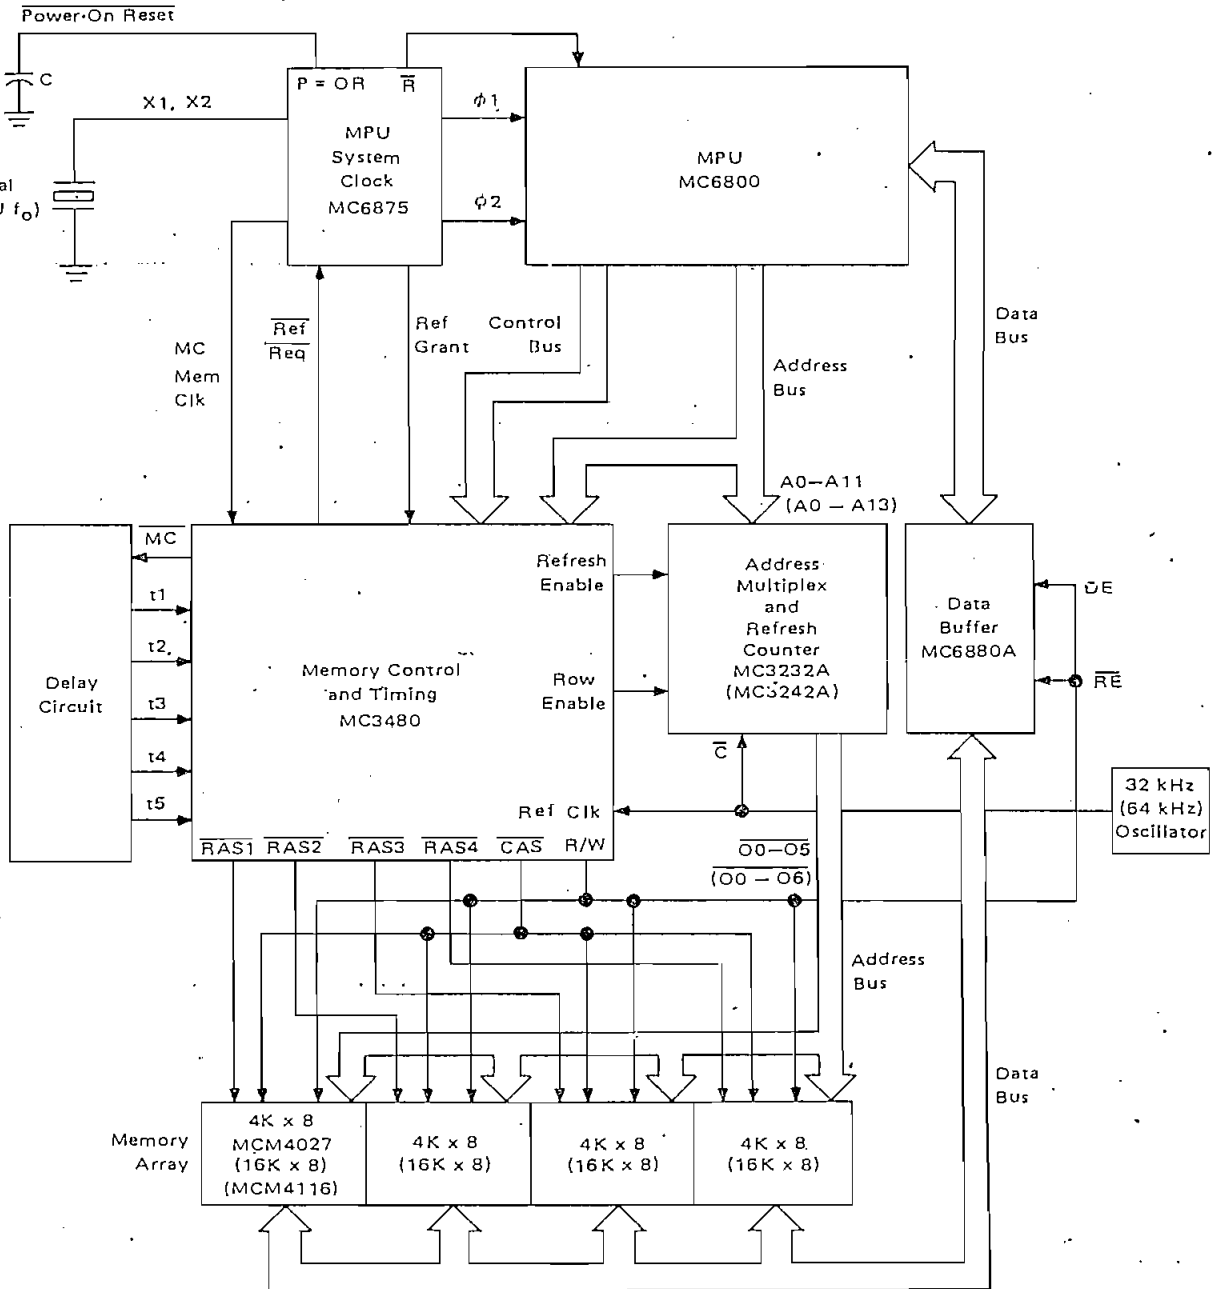 Power-On Reset
C
X1, X2
al
f₀)
P = OR R
MPU
System
Clock
MC6875
ϕ1
ϕ2
MPU
MC6800
MC
Mem
Clk
Ref
Req
Ref
Grant
Control
Bus
Address
Bus
Data
Bus
A0–A11
(A0 – A13)
MC
t1
t2
t3
t4
t5
Delay
Circuit
Memory Control
and Timing
MC3480
Refresh
Enable
Row
Enable
Ref Clk
RAS1 RAS2 RAS3 RAS4 CAS R/W
Address
Multiplex
and
Refresh
Counter
MC3232A
(MC3242A)
C
Data
Buffer
MC6880A
DE
RE
32 kHz
(64 kHz)
Oscillator
O0–O5
(O0 – O6)
Address
Bus
Data
Bus
Memory
Array
4K x 8
MCM4027
(16K x 8)
(MCM4116)
4K x 8
(16K x 8)
4K x 8
(16K x 8)
4K x 8
(16K x 8)